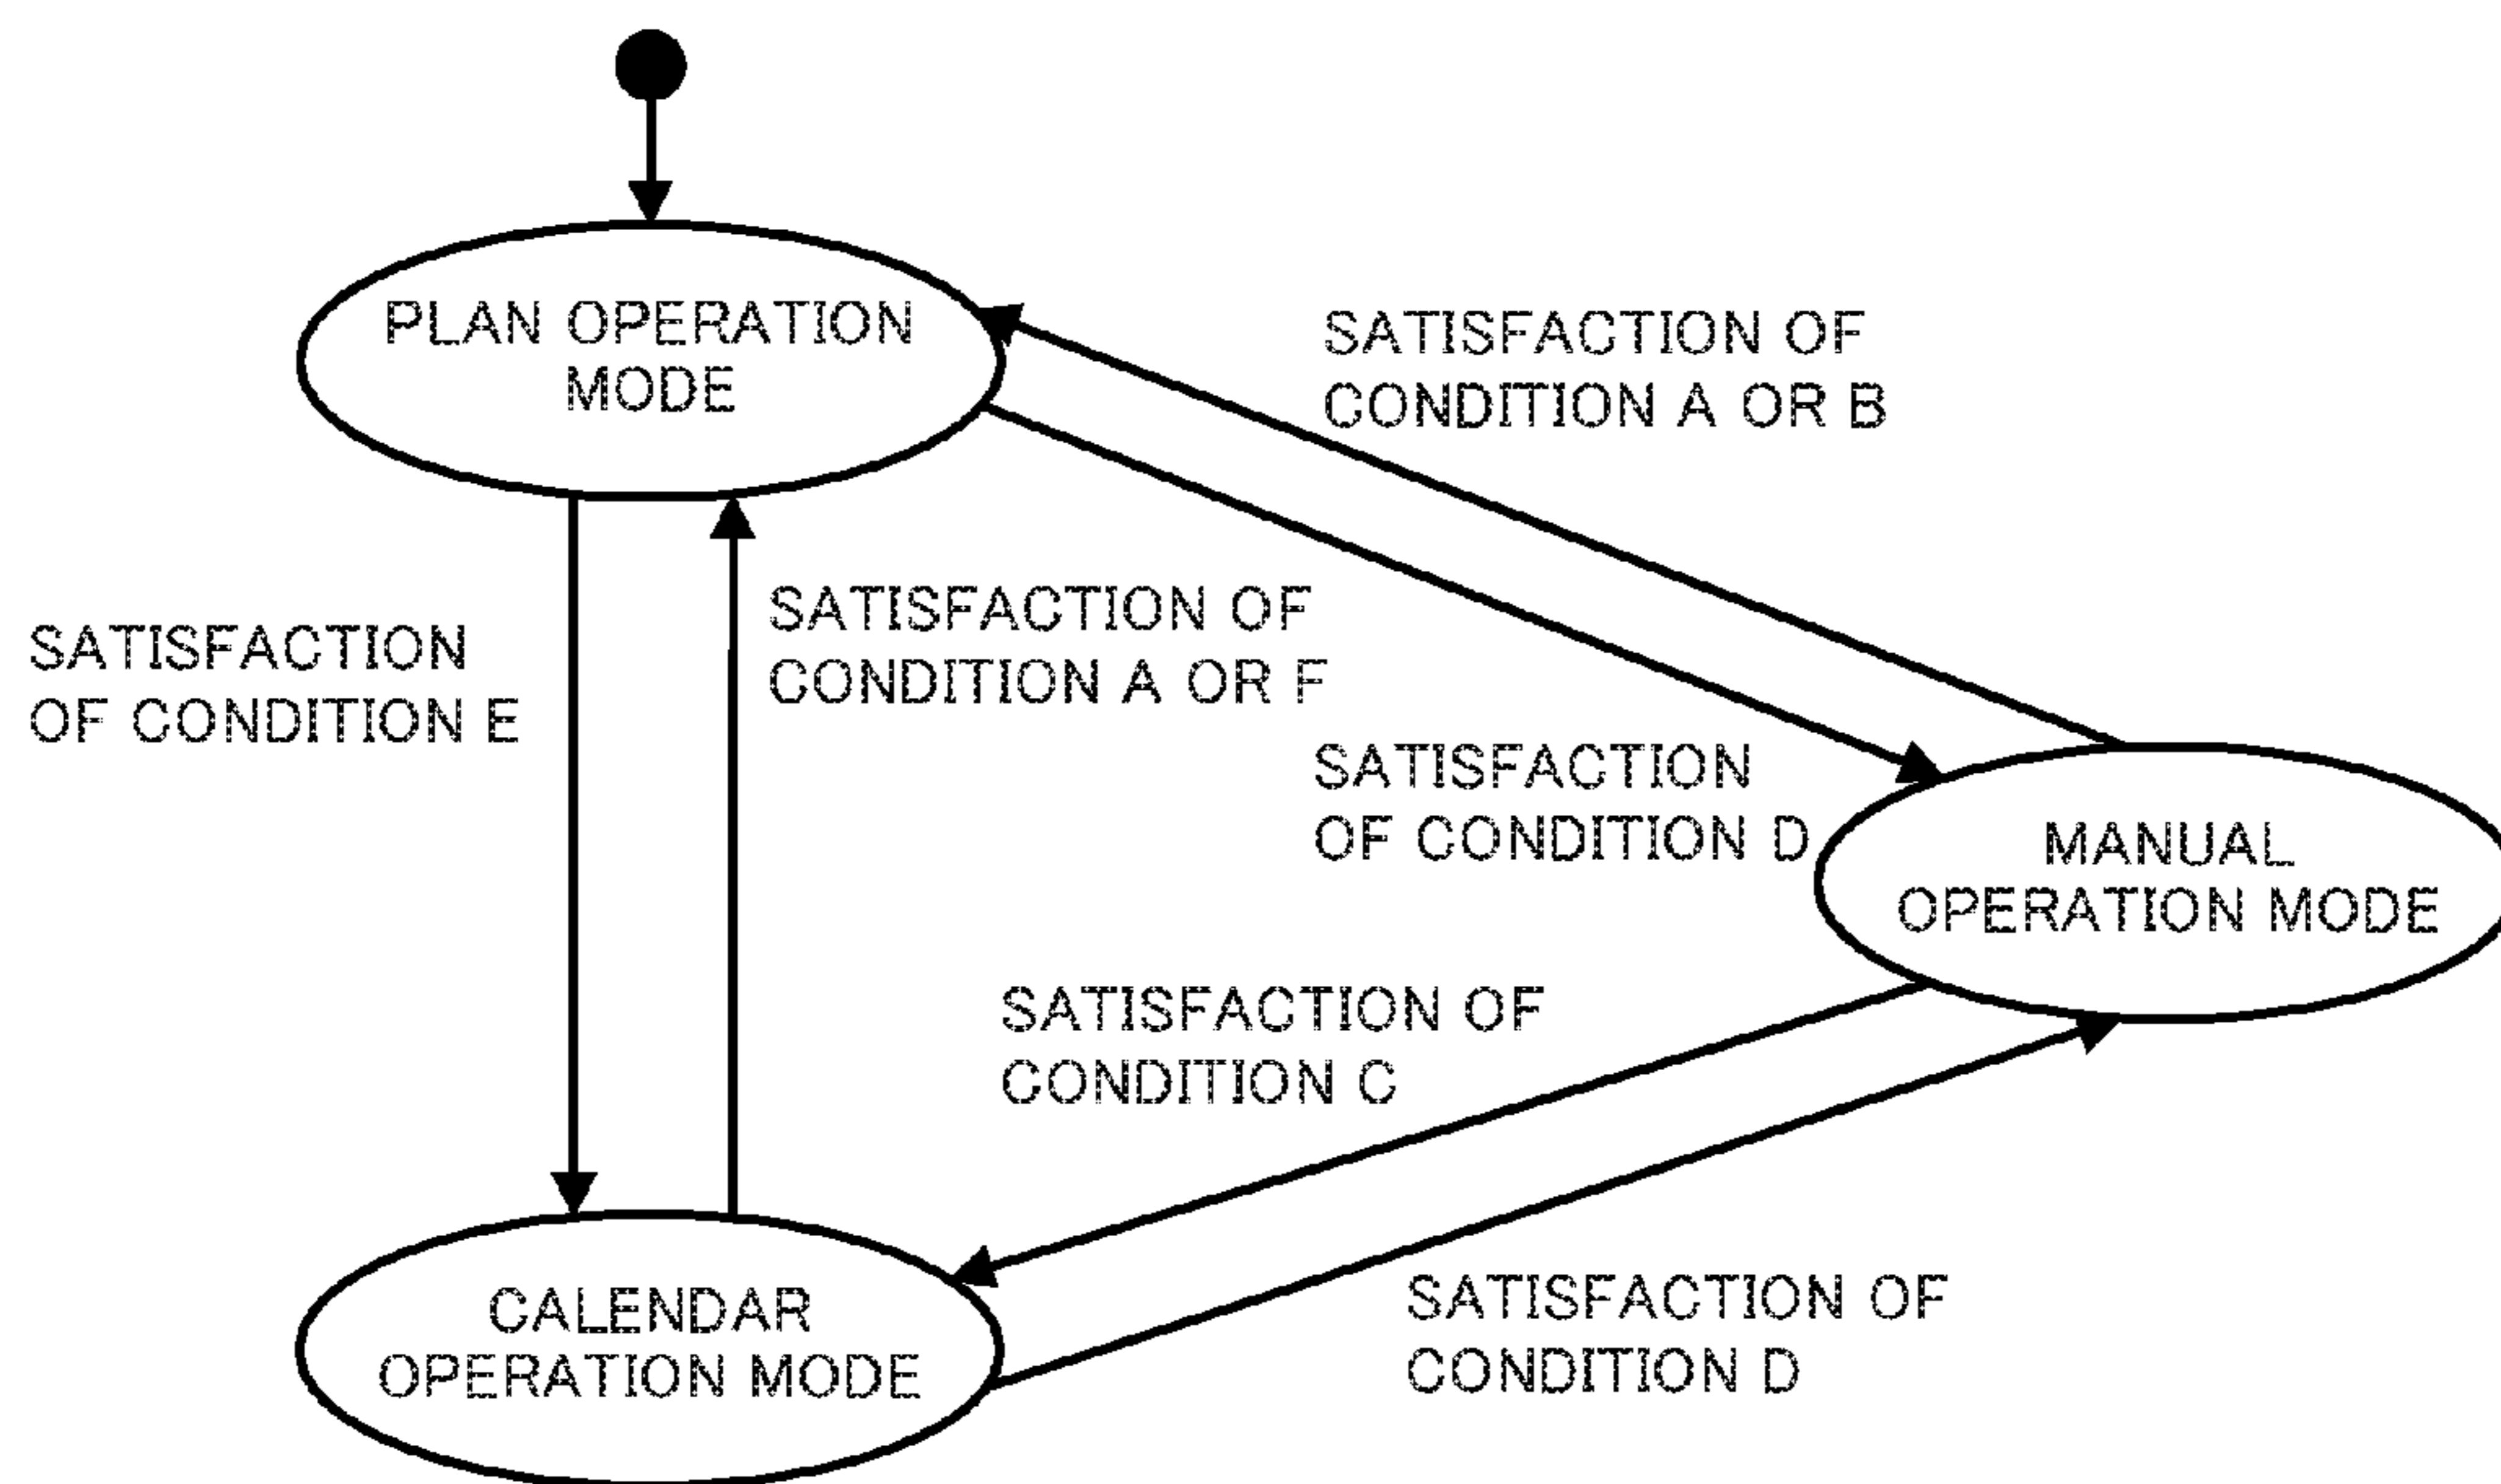 PLAN OPERATION
MODE
SATISFACTION OF
CONDITION A OR B
SATISFACTION OF
CONDITION A OR F
SATISFACTION
OF CONDITION E
SATISFACTION
OF CONDITION D
MANUAL
OPERATION MODE
SATISFACTION OF
CONDITION C
CALENDAR
OPERATION MODE
SATISFACTION OF
CONDITION D